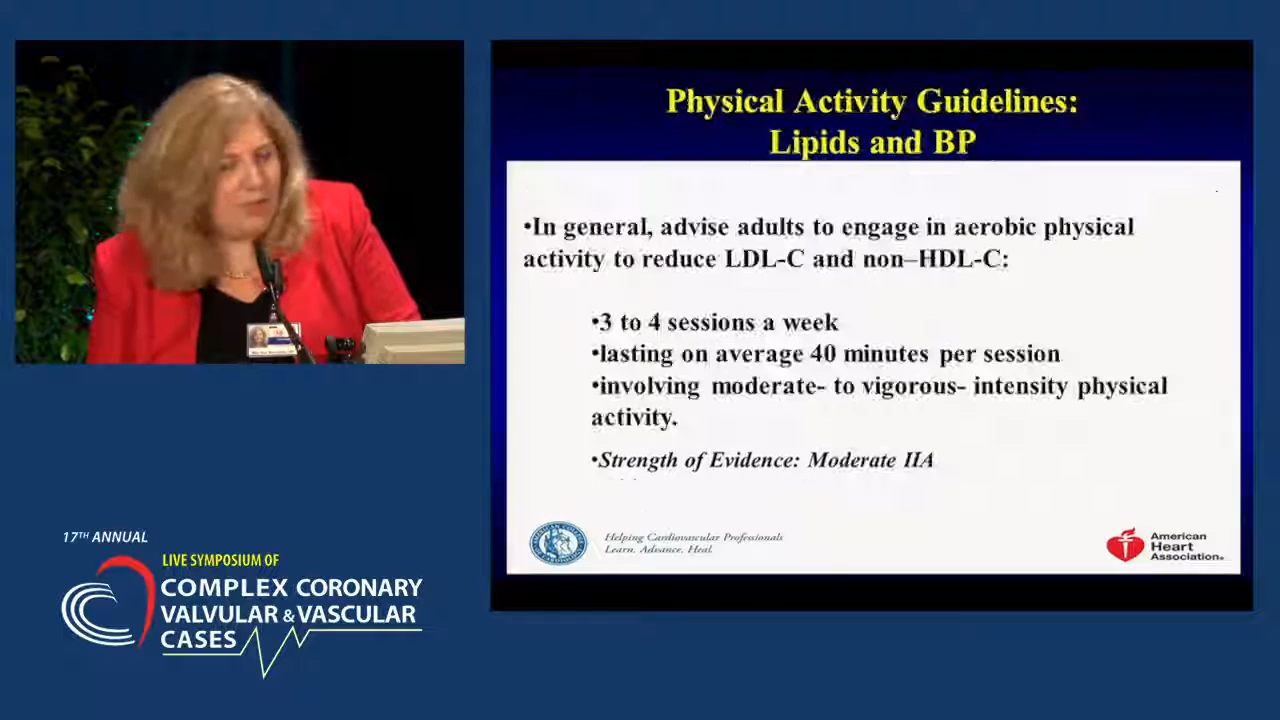 Physical Activity Guidelines:
Lipids and BP
•In general, advise adults to engage in aerobic physical
activity to reduce LDL-C and non–HDL-C:
•3 to 4 sessions a week
•lasting on average 40 minutes per session
•involving moderate- to vigorous- intensity physical
activity.
•Strength of Evidence: Moderate IIA
Helping Cardiovascular Professionals
Learn. Advance. Heal.
American
Heart
Association®
17TH ANNUAL
LIVE SYMPOSIUM OF
COMPLEX CORONARY
VALVULAR & VASCULAR
CASES